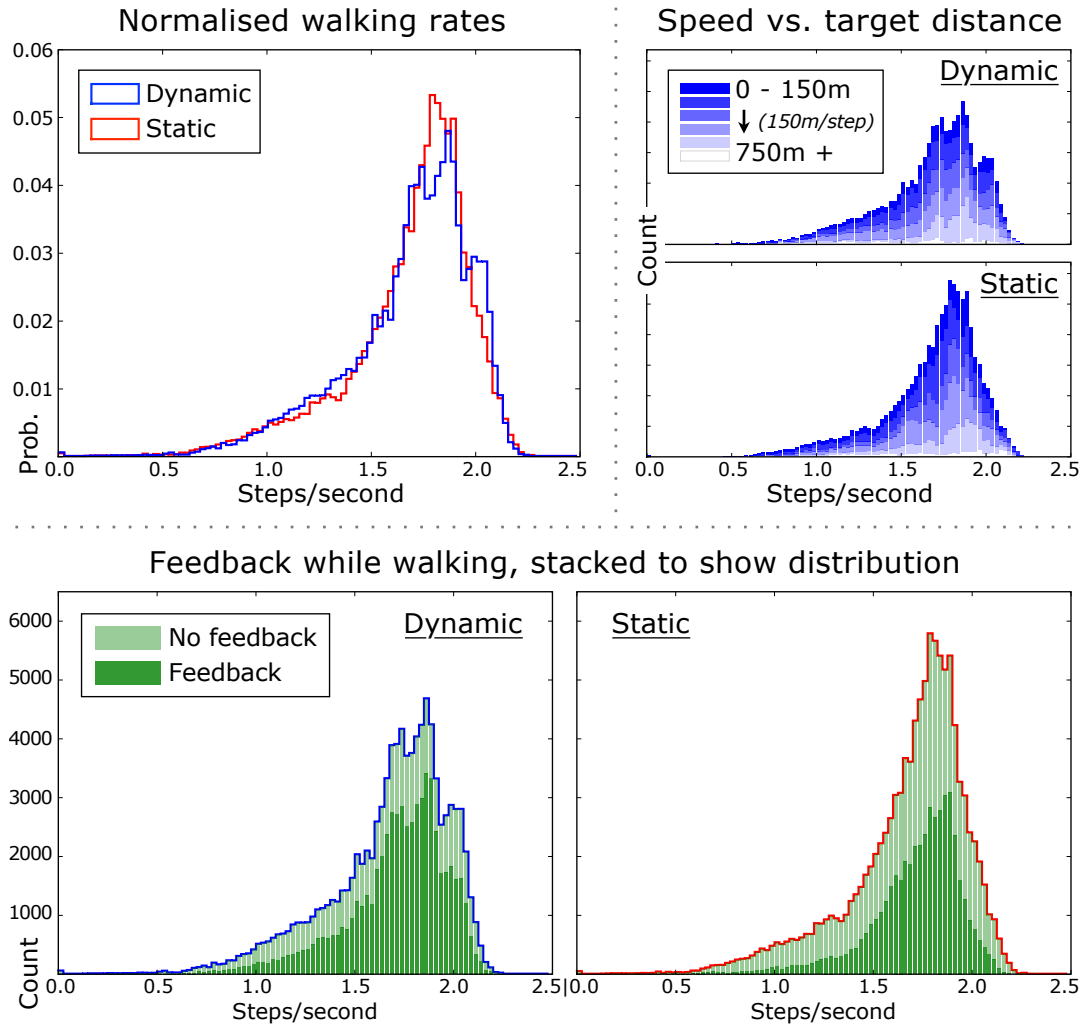 Normalised walking rates
0.06
0.05
0.04
0.03
0.02
0.01
Prob.
Dynamic
Static
0.0 0.5 1.0 1.5 2.0 2.5
Steps/second
Speed vs. target distance
Dynamic
0 - 150m
(150m/step)
750m +
Count
Static
0.0 0.5 1.0 1.5 2.0 2.5
Steps/second
Feedback while walking, stacked to show distribution
6000
5000
4000
3000
2000
1000
Count
No feedback
Feedback
Dynamic
0.0 0.5 1.0 1.5 2.0 2.5
Steps/second
Static
0.0 0.5 1.0 1.5 2.0 2.5
Steps/second